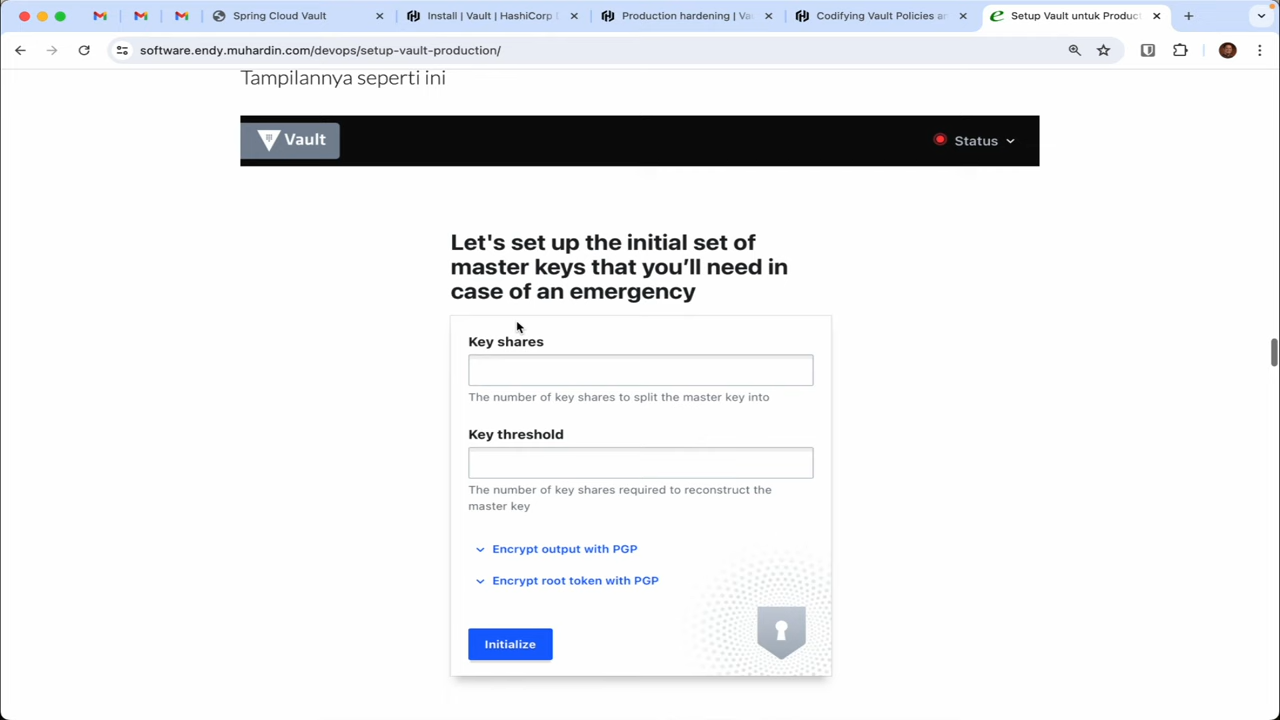 Spring Cloud Vault
Install | Vault | HashiCorp
Production hardening | Va
Codifying Vault Policies a
Setup Vault untuk Product
software.endy.muhardin.com/devops/setup-vault-production/
Tampilannya seperti ini
Vault
Status
Let's set up the initial set of
master keys that you’ll need in
case of an emergency
Key shares
The number of key shares to split the master key into
Key threshold
The number of key shares required to reconstruct the
master key
Encrypt output with PGP
Encrypt root token with PGP
Initialize